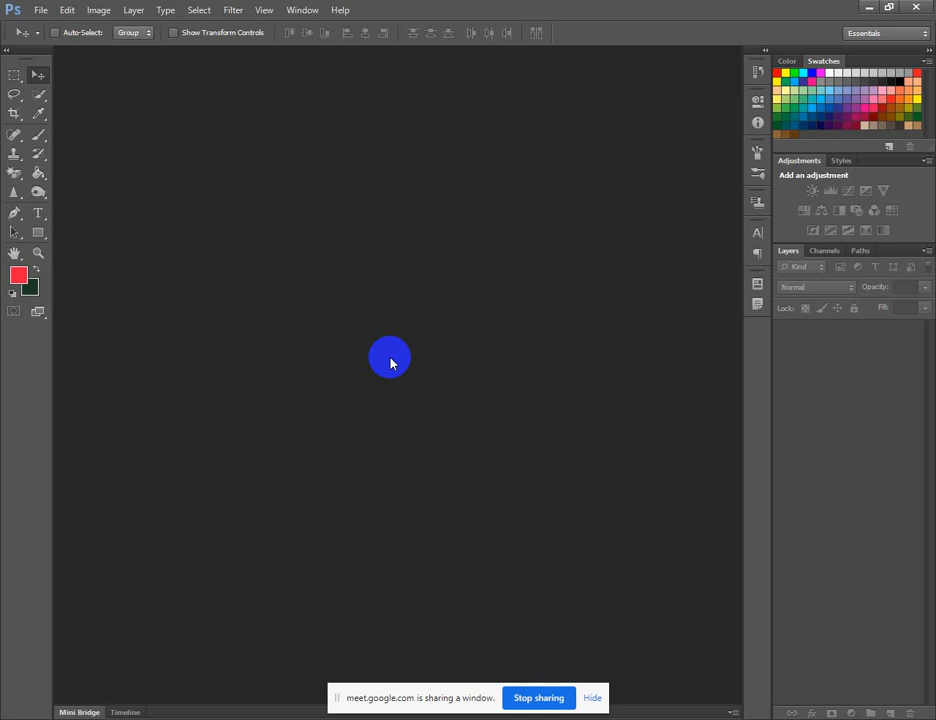 Ps File Edit Image Layer Type Select Filter View Window Help
Auto-Select: Group Show Transform Controls Essentials
Color Swatches
Adjustments Styles
Add an adjustment
Layers Channels Paths
Kind T
Normal Opacity:
Lock: Fill:
T
A
meet.google.com is sharing a window. Stop sharing Hide
Mini Bridge Timeline
fx